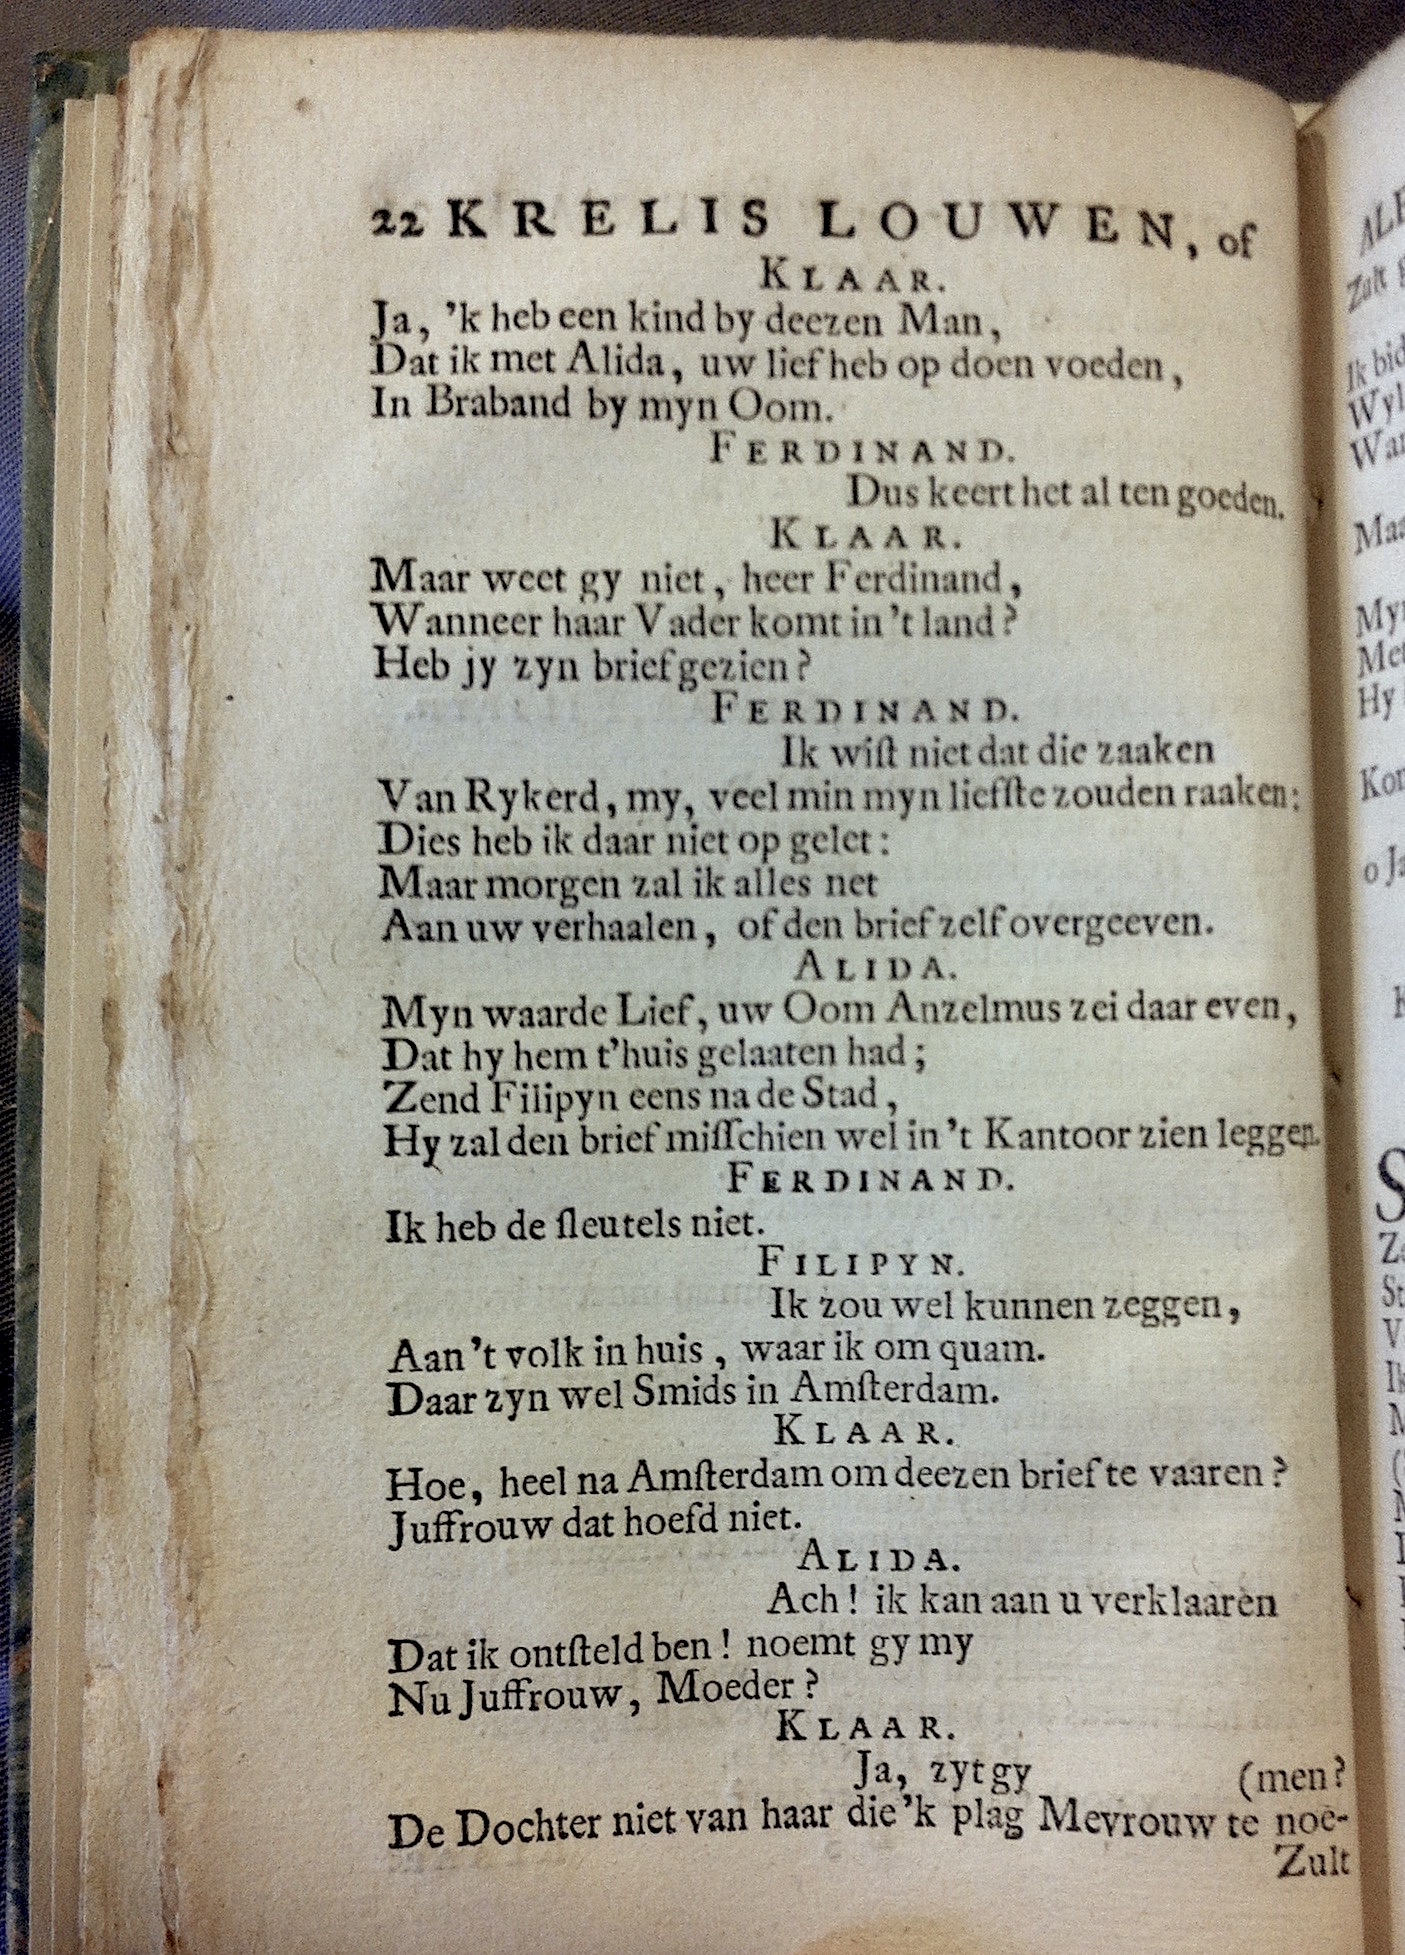 22 KRELIS LOUWEN, of
KLAAR.
Ja, 'k heb een kind by deezen Man,
Dat ik met Alida, uw lief heb op doen voeden,
In Braband by myn Oom.
FERDINAND.
Dus keert het al ten goeden.
KLAAR.
Maar weet gy niet, heer Ferdinand,
Wanneer haar Vader komt in 't land?
Heb jy zyn brief gezien?
FERDINAND.
Ik wiſt niet dat die zaaken
Van Rykerd, my, veel min myn liefſte zouden raaken:
Dies heb ik daar niet op gelet:
Maar morgen zal ik alles net
Aan uw verhaalen, of den brief zelf overgeeven.
ALIDA.
Myn waarde Lief, uw Oom Anzelmus zei daar even,
Dat hy hem t'huis gelaaten had;
Zend Filipyn eens na de Stad,
Hy zal den brief miſſchien wel in 't Kantoor zien leggen.
FERDINAND.
Ik heb de ſleutels niet.
FILIPYN.
Ik zou wel kunnen zeggen,
Aan 't volk in huis, waar ik om quam.
Daar zyn wel Smids in Amſterdam.
KLAAR.
Hoe, heel na Amſterdam om deezen brief te vaaren?
Juffrouw dat hoefd niet.
ALIDA.
Ach! ik kan aan u verklaaren
Dat ik ontſteld ben! noemt gy my
Nu Juffrouw, Moeder?
KLAAR.
Ja, zyt gy (men?
De Dochter niet van haar die 'k plag Mevrouw te noe-
Zult